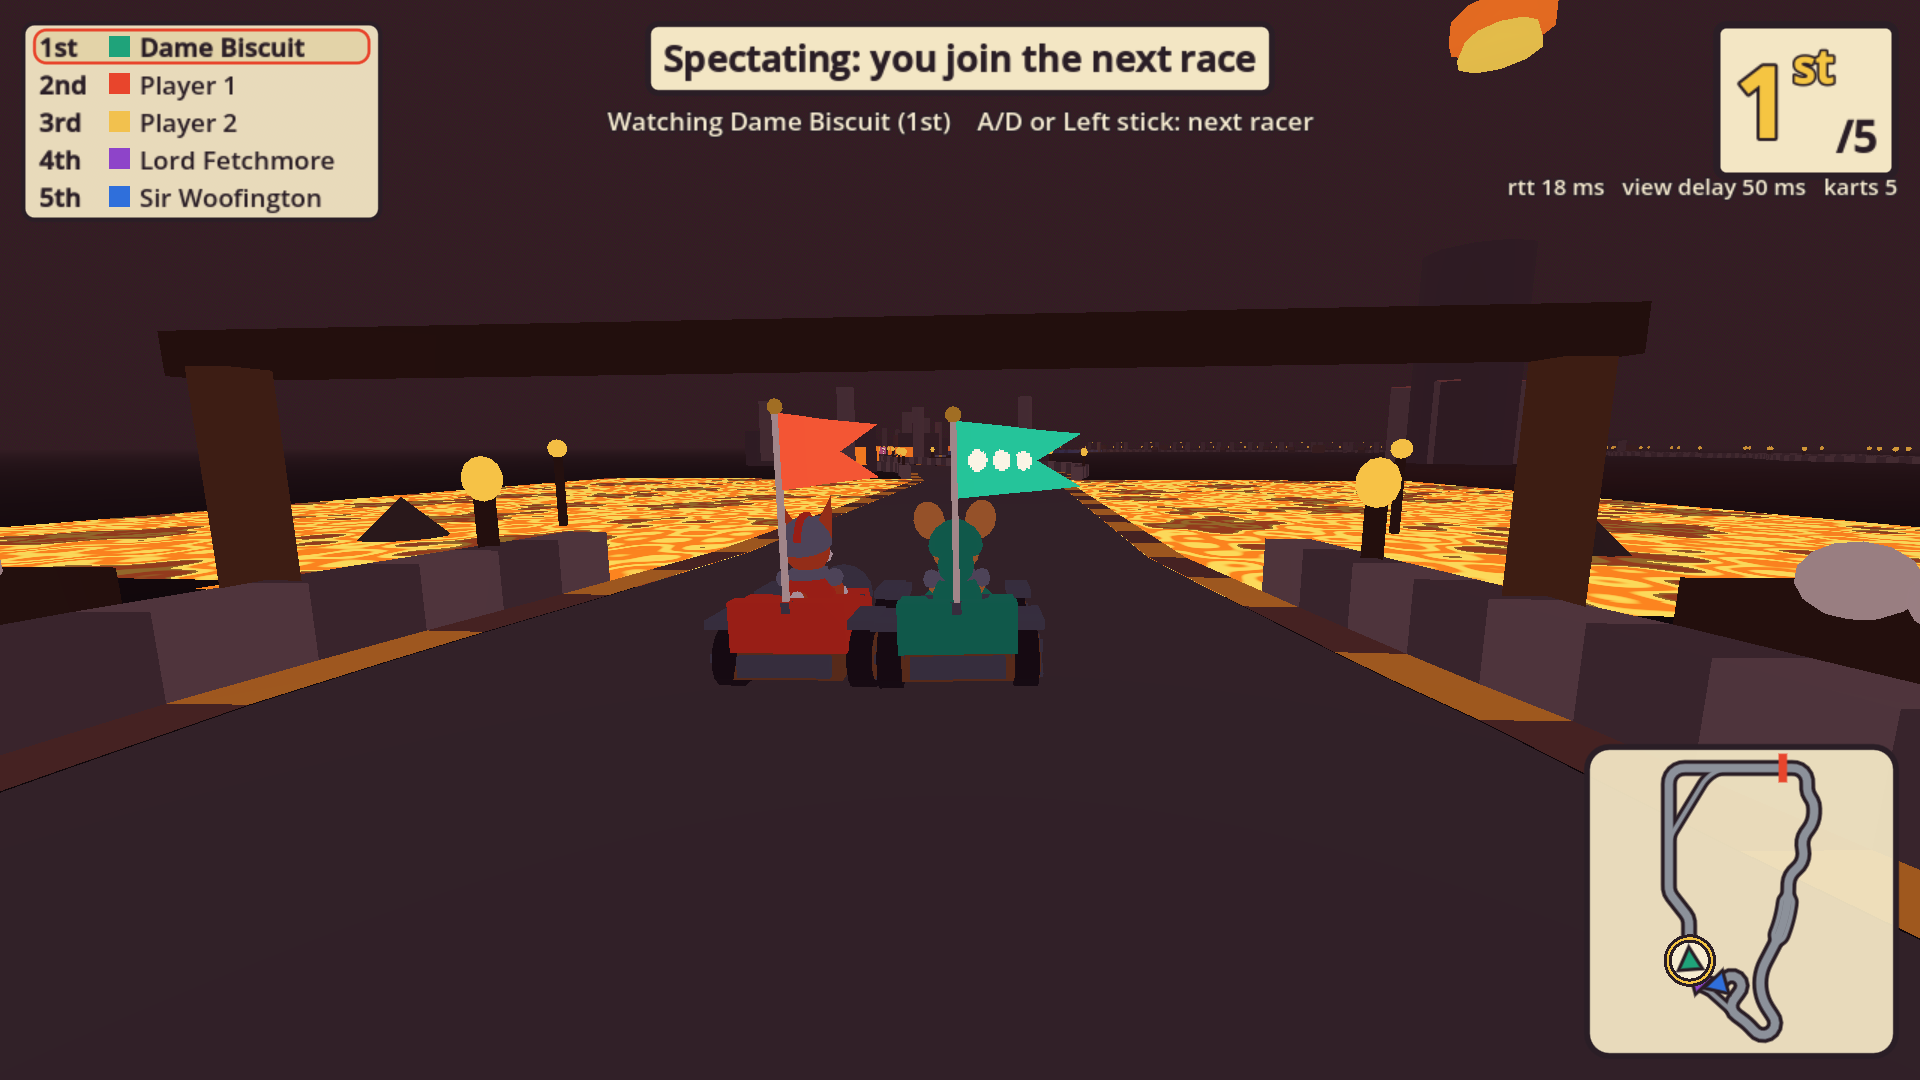 1st Dame Biscuit
2nd Player 1
3rd Player 2
4th Lord Fetchmore
5th Sir Woofington
Spectating: you join the next race
Watching Dame Biscuit (1st) A/D or Left stick: next racer
1st /5
rtt 18 ms view delay 50 ms karts 5